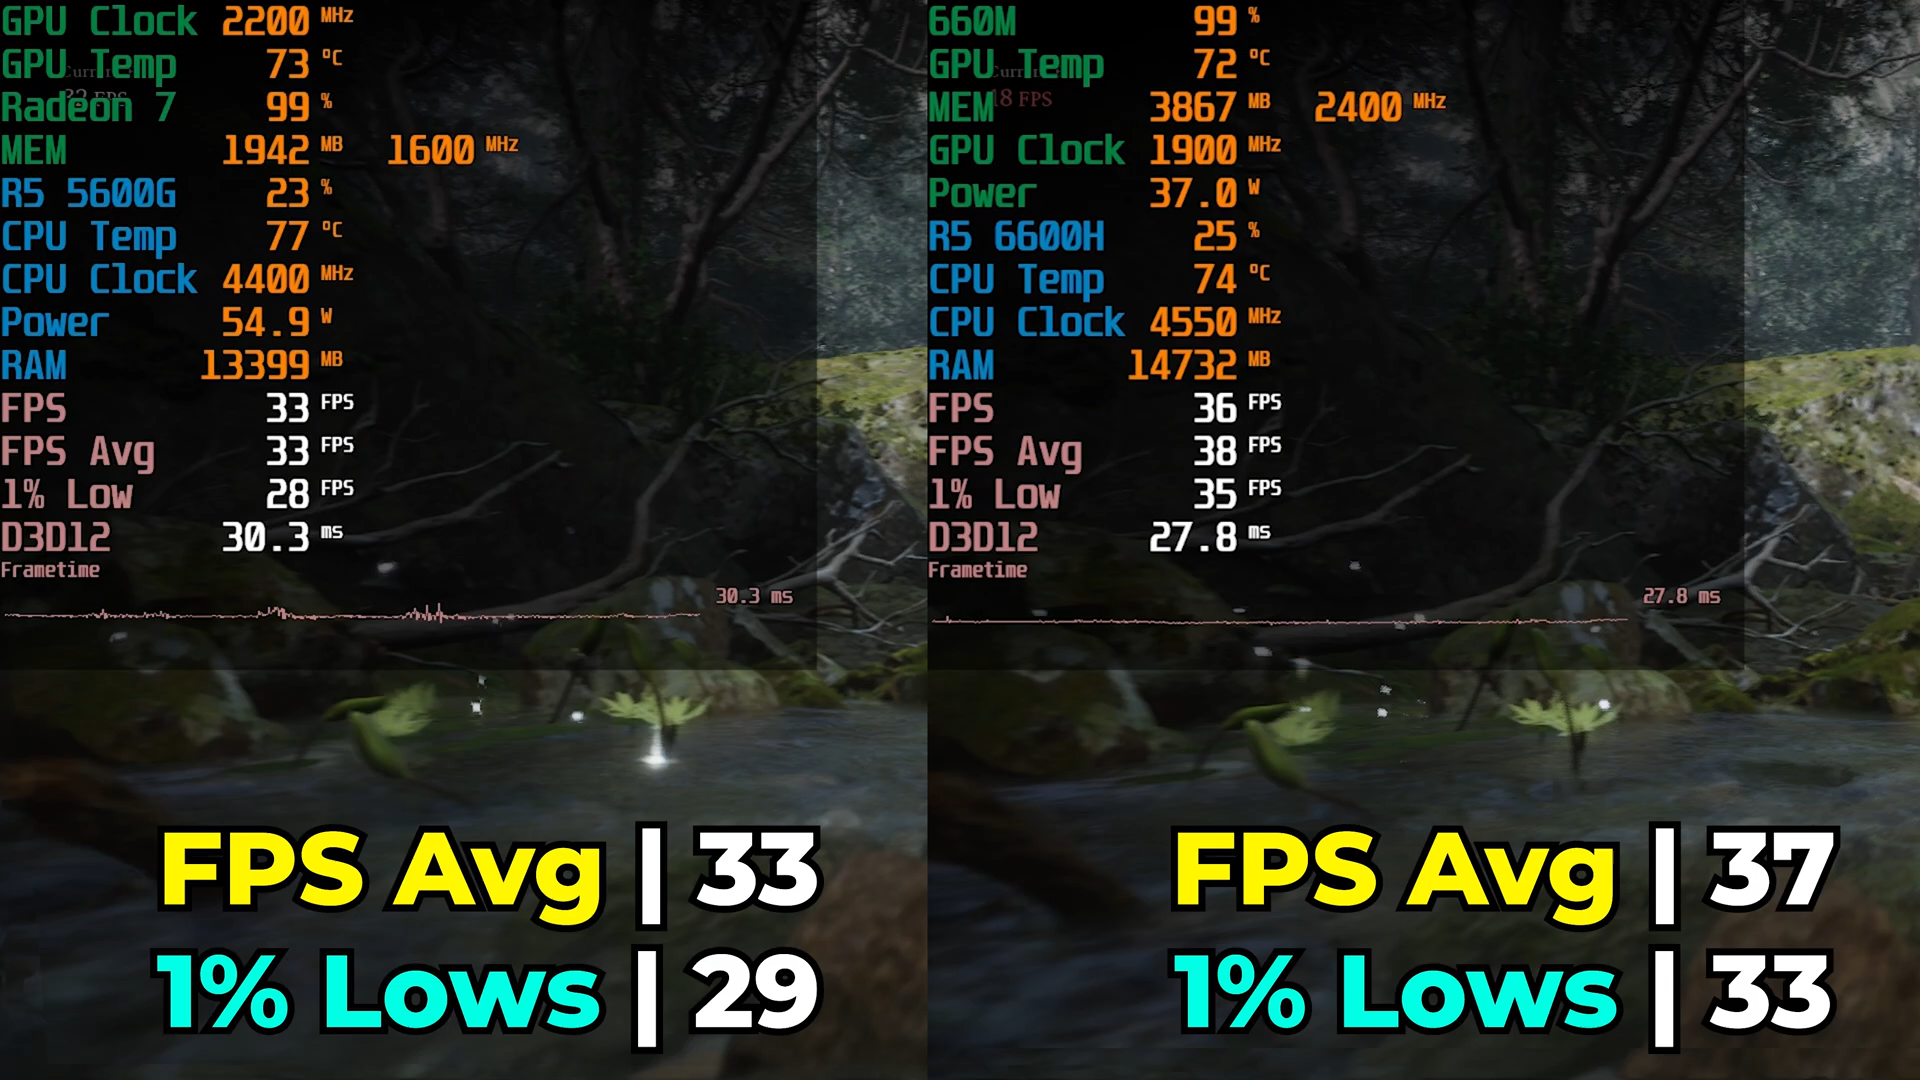 GPU Clock 2200 MHz
GPU Temp 73 °C
Radeon 7 99 %
MEM 1942 MB 1600 MHz
R5 5600G 23 %
CPU Temp 77 °C
CPU Clock 4400 MHz
Power 54.9 W
RAM 13399 MB
FPS 33 FPS
FPS Avg 33 FPS
1% Low 28 FPS
D3D12 30.3 ms
Frametime
30.3 ms
FPS Avg | 33
1% Lows | 29
660M 99 %
GPU Temp 72 °C
MEM 3867 MB 2400 MHz
GPU Clock 1900 MHz
Power 37.0 W
R5 6600H 25 %
CPU Temp 74 °C
CPU Clock 4550 MHz
RAM 14732 MB
FPS 36 FPS
FPS Avg 38 FPS
1% Low 35 FPS
D3D12 27.8 ms
Frametime
27.8 ms
FPS Avg | 37
1% Lows | 33